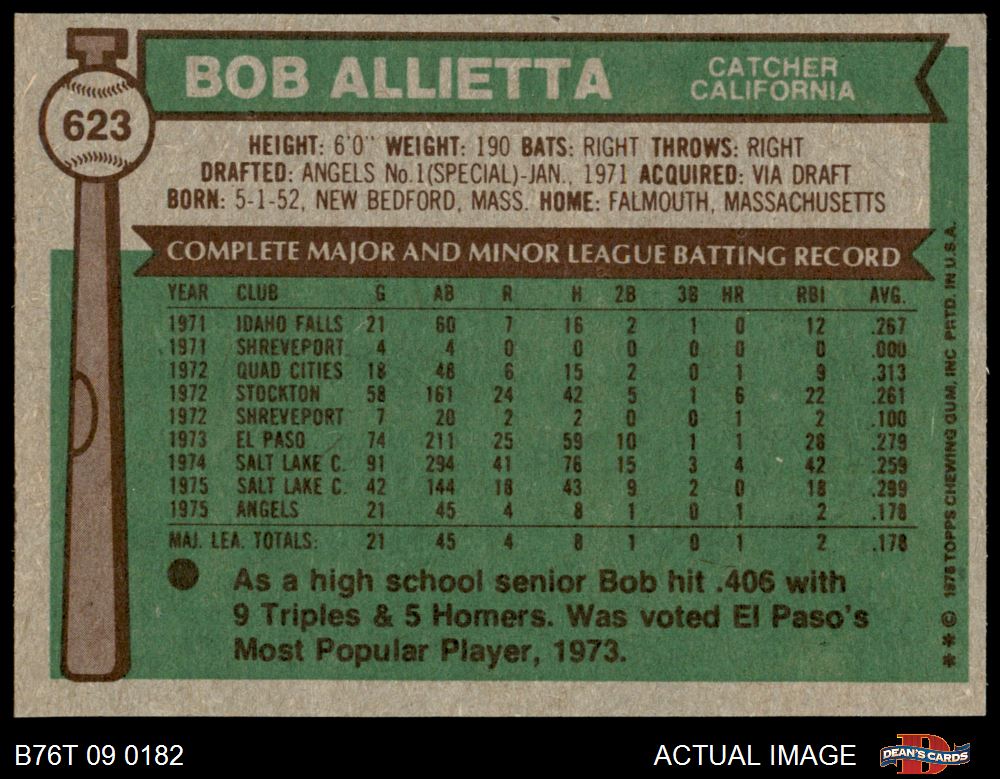 BOB ALLIETTA
CATCHER
CALIFORNIA
623
HEIGHT: 6'0" WEIGHT: 190 BATS: RIGHT THROWS: RIGHT
DRAFTED: ANGELS No.1(SPECIAL)-JAN., 1971 ACQUIRED: VIA DRAFT
BORN: 5-1-52, NEW BEDFORD, MASS. HOME: FALMOUTH, MASSACHUSETTS
COMPLETE MAJOR AND MINOR LEAGUE BATTING RECORD
YEAR CLUB G AB R H 2B 3B HR RBI AVG.
1971 IDAHO FALLS 21 60 7 16 2 1 0 12 .267
1971 SHREVEPORT 4 4 0 0 0 0 0 0 .000
1972 QUAD CITIES 18 48 6 15 2 0 1 9 .313
1972 STOCKTON 58 161 24 42 5 1 6 22 .261
1972 SHREVEPORT 7 20 2 2 0 0 1 2 .100
1973 EL PASO 74 211 25 59 10 1 1 28 .279
1974 SALT LAKE C. 91 294 41 76 15 3 4 42 .259
1975 SALT LAKE C. 42 144 18 43 9 2 0 18 .299
1975 ANGELS 21 45 4 8 1 0 1 2 .178
MAJ. LEA. TOTALS: 21 45 4 8 1 0 1 2 .178
As a high school senior Bob hit .406 with
9 Triples & 5 Homers. Was voted El Paso's
Most Popular Player, 1973.
** © 1976 TOPPS CHEWING GUM, INC PRTD. IN U.S.A.
B76T 09 0182
ACTUAL IMAGE
DEAN'S CARDS